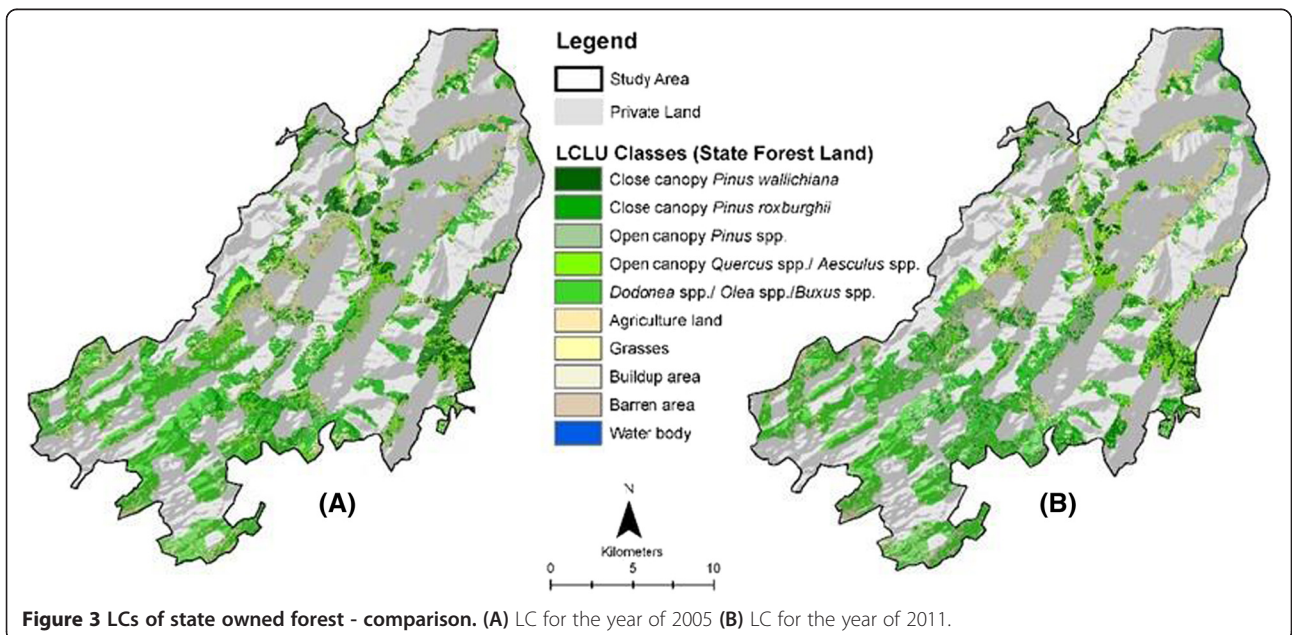 Legend
Study Area
Private Land
LCLU Classes (State Forest Land)
Close canopy Pinus wallichiana
Close canopy Pinus roxburghii
Open canopy Pinus spp.
Open canopy Quercus spp./ Aesculus spp.
Dodonea spp./ Olea spp./Buxus spp.
Agriculture land
Grasses
Buildup area
Barren area
Water body
(A)
(B)
N
Kilometers
0 5 10
Figure 3 LCs of state owned forest - comparison. (A) LC for the year of 2005 (B) LC for the year of 2011.